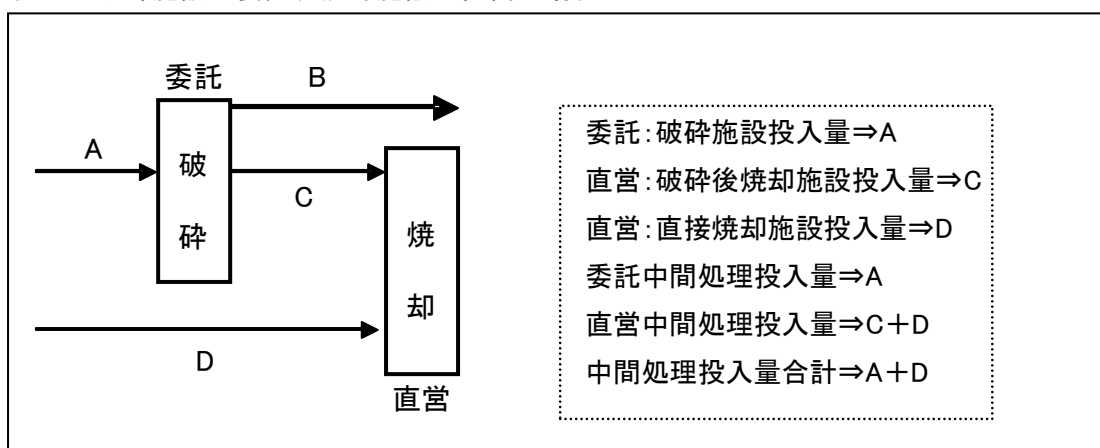 委託
B
A
破
砕
C
焼
却
D
直営
委託:破砕施設投入量⇒A
直営:破砕後焼却施設投入量⇒C
直営:直接焼却施設投入量⇒D
委託中間処理投入量⇒A
直営中間処理投入量⇒C+D
中間処理投入量合計⇒A+D